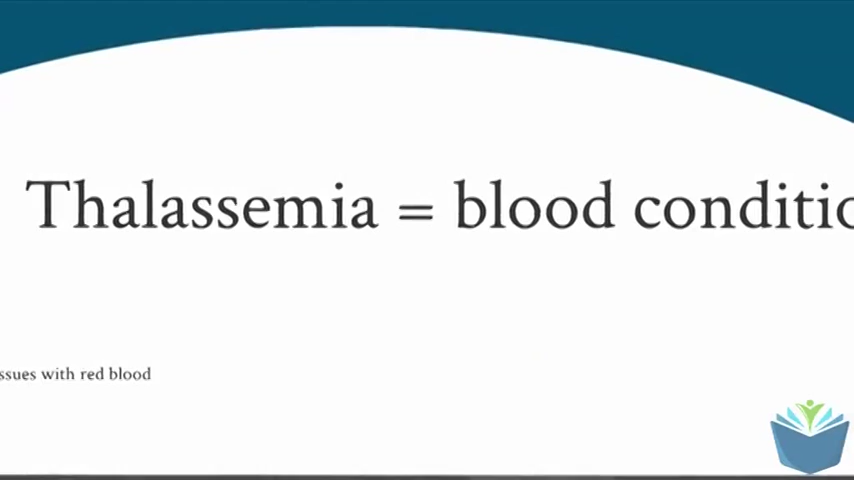 Thalassemia = blood conditio
ssues with red blood